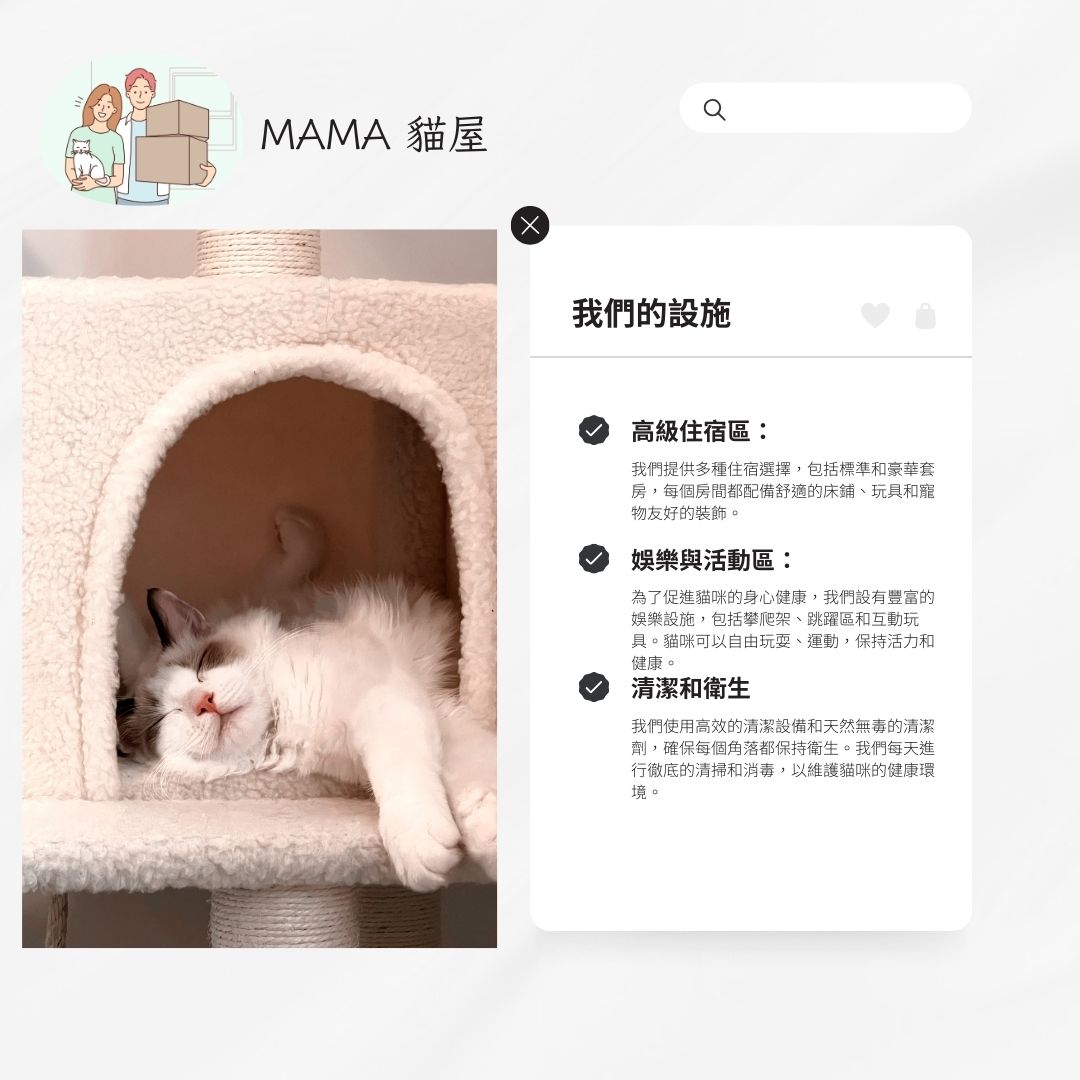 MAMA 貓屋
我們的設施
高級住宿區：
我們提供多種住宿選擇，包括標準和豪華套
房，每個房間都配備舒適的床鋪、玩具和寵
物友好的裝飾。
娛樂與活動區：
為了促進貓咪的身心健康，我們設有豐富的
娛樂設施，包括攀爬架、跳躍區和互動玩
具。貓咪可以自由玩耍、運動，保持活力和
健康。
清潔和衛生
我們使用高效的清潔設備和天然無毒的清潔
劑，確保每個角落都保持衛生。我們每天進
行徹底的清掃和消毒，以維護貓咪的健康環
境。